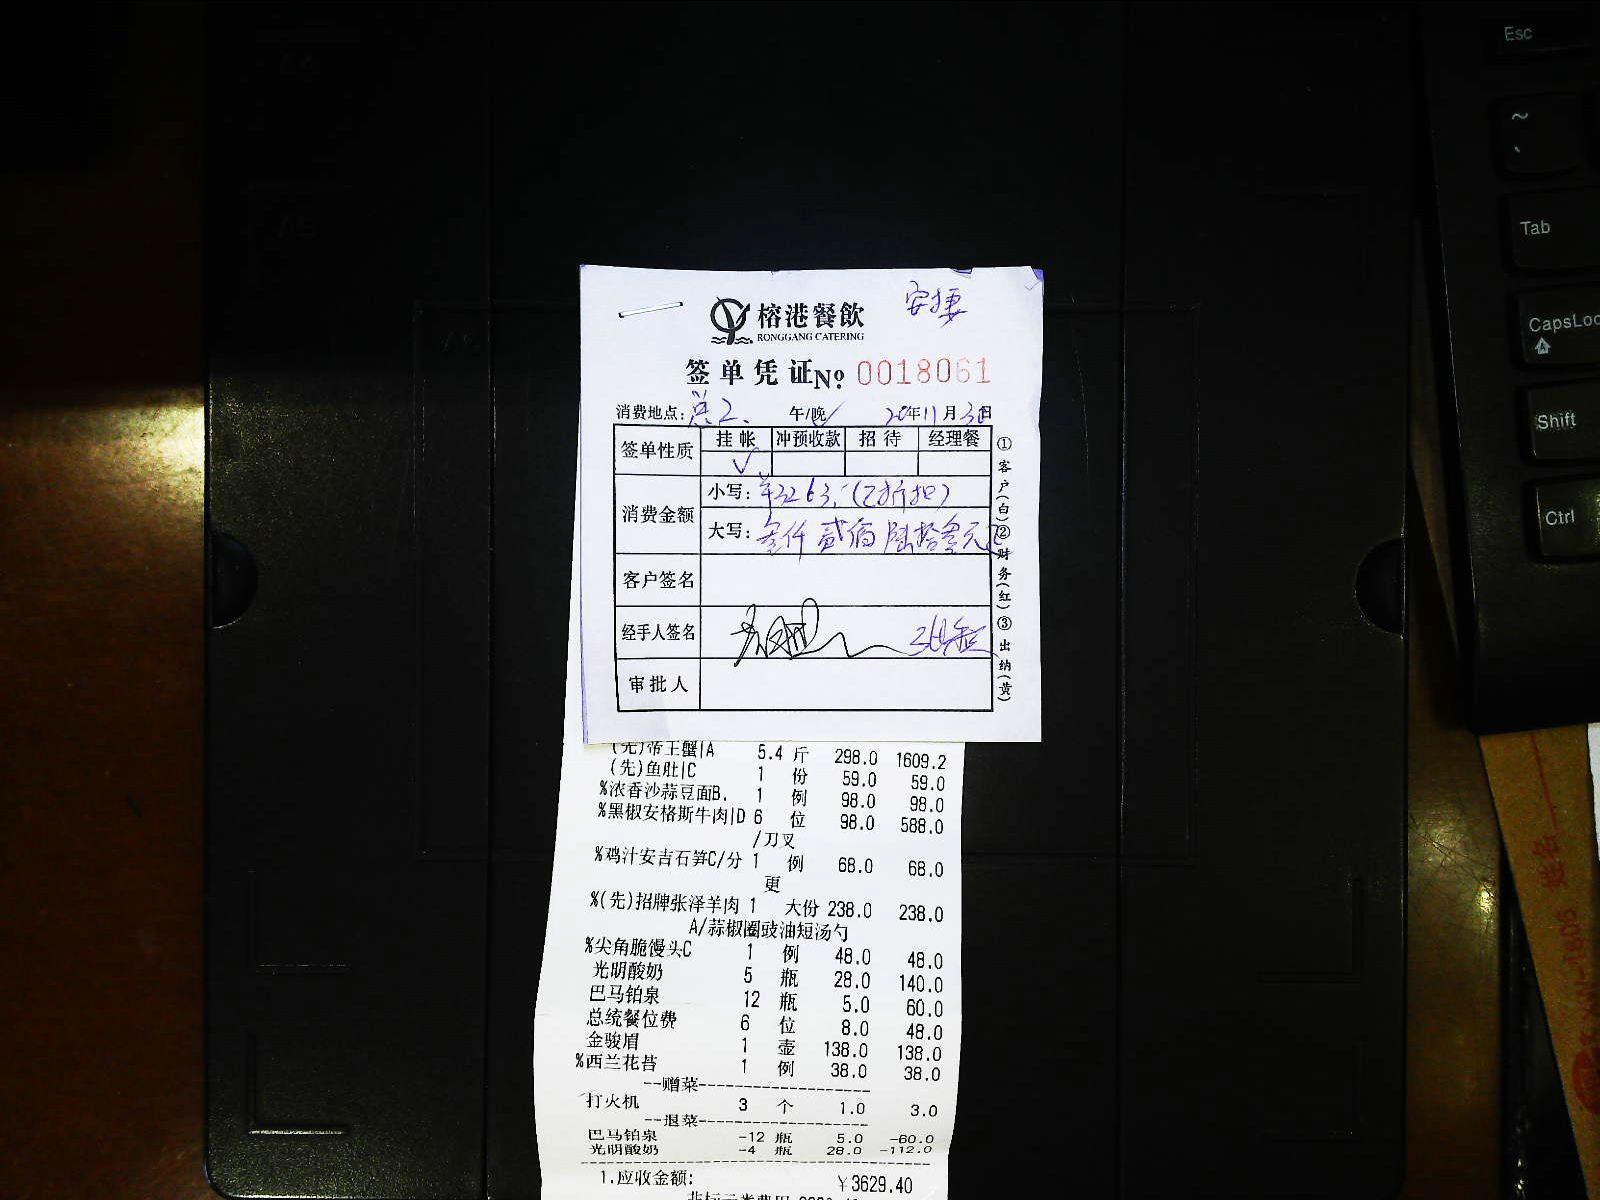 安捷
榕港餐飲
RONGGANG CATERING
签单凭证No 0018061
消费地点: 总2. 午/晚 20年11月30日
签单性质 挂帐 冲预收款 招待 经理餐
消费金额 小写: ¥3263.-
大写: 叁仟贰佰陆拾叁元正
客户签名
经手人签名
审批人
①客户(白)②财务(红)③出纳(黄)
(先)帝王蟹|A 5.4 斤 298.0 1609.2
(先)鱼肚|C 1 份 59.0 59.0
%浓香沙蒜豆面B. 1 例 98.0 98.0
%黑椒安格斯牛肉|D 6 位 98.0 588.0
/刀叉
%鸡汁安吉石笋C/分 1 例 68.0 68.0
更
%(先)招牌张泽羊肉 1 大份 238.0 238.0
A/蒜椒圈豉油短汤勺
%尖角脆馒头C 1 例 48.0 48.0
光明酸奶 5 瓶 28.0 140.0
巴马铂泉 12 瓶 5.0 60.0
总统餐位费 6 位 8.0 48.0
金骏眉 1 壶 138.0 138.0
%西兰花苔 1 例 38.0 38.0
--赠菜--
打火机 3 个 1.0 3.0
--退菜--
巴马铂泉 -12 瓶 5.0 -60.0
光明酸奶 -4 瓶 28.0 -112.0
1.应收金额: ¥3629.40
Esc
~
`
Tab
CapsLoc
Shift
Ctrl
姓名